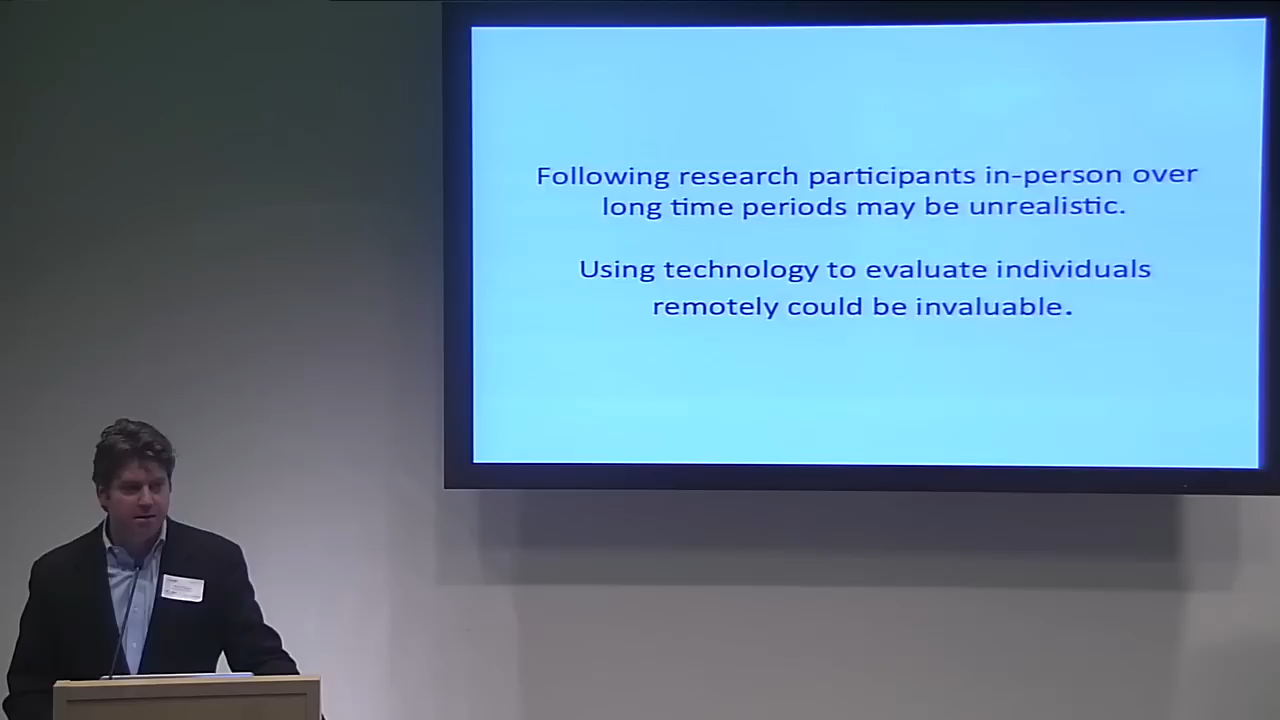 Following research participants in-person over
long time periods may be unrealistic.
Using technology to evaluate individuals
remotely could be invaluable.